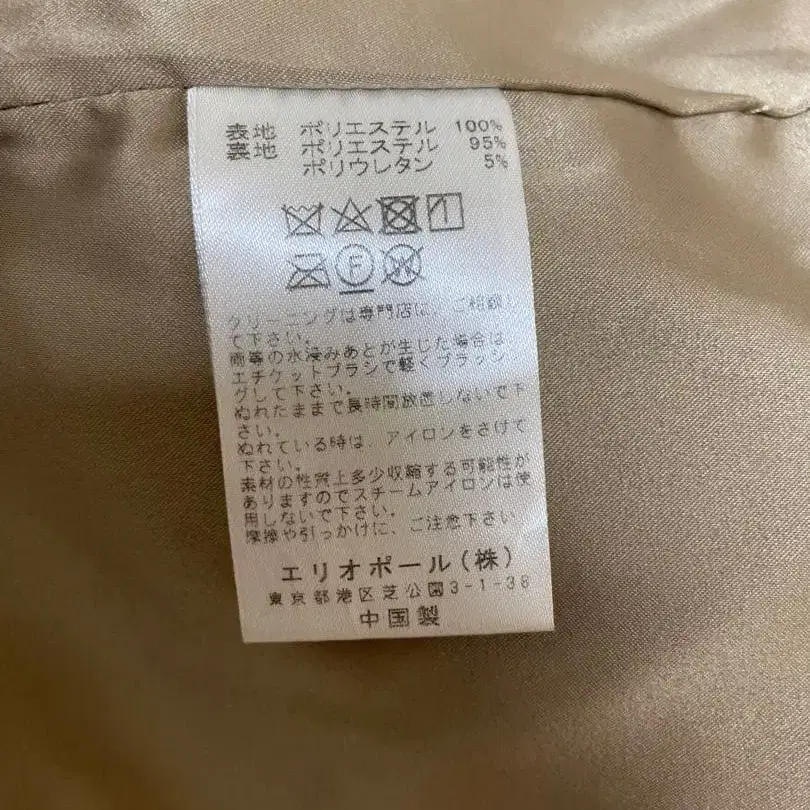 表地 ポリエステル 100%
裏地 ポリエステル 95%
ポリウレタン 5%
F
W
クリーニングは専門店に、ご相談し
て下さい。
雨等の水浸みあとが生じた場合は、
エチケットブラシで軽くブラッシン
グして下さい。
ぬれたままで長時間放置しないで下
さい。
ぬれている時は、アイロンをさけて
下さい。
素材の性質上多少収縮する可能性が
ありますのでスチームアイロンは使
用しないで下さい。
摩擦や引っかけに、ご注意下さい。
エリオポール(株)
東京都港区芝公園3-1-38
中国製